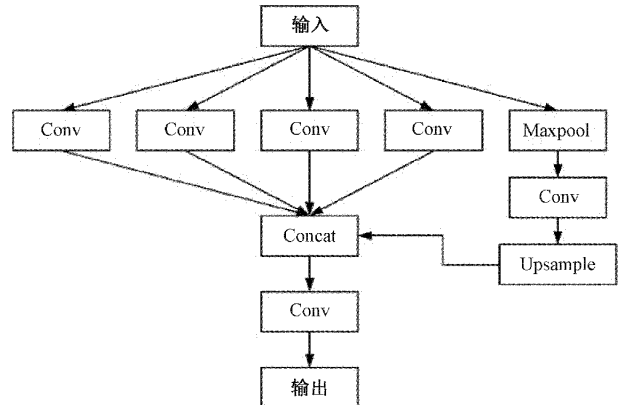 输入
Conv
Conv
Conv
Conv
Maxpool
Conv
Concat
Upsample
Conv
输出